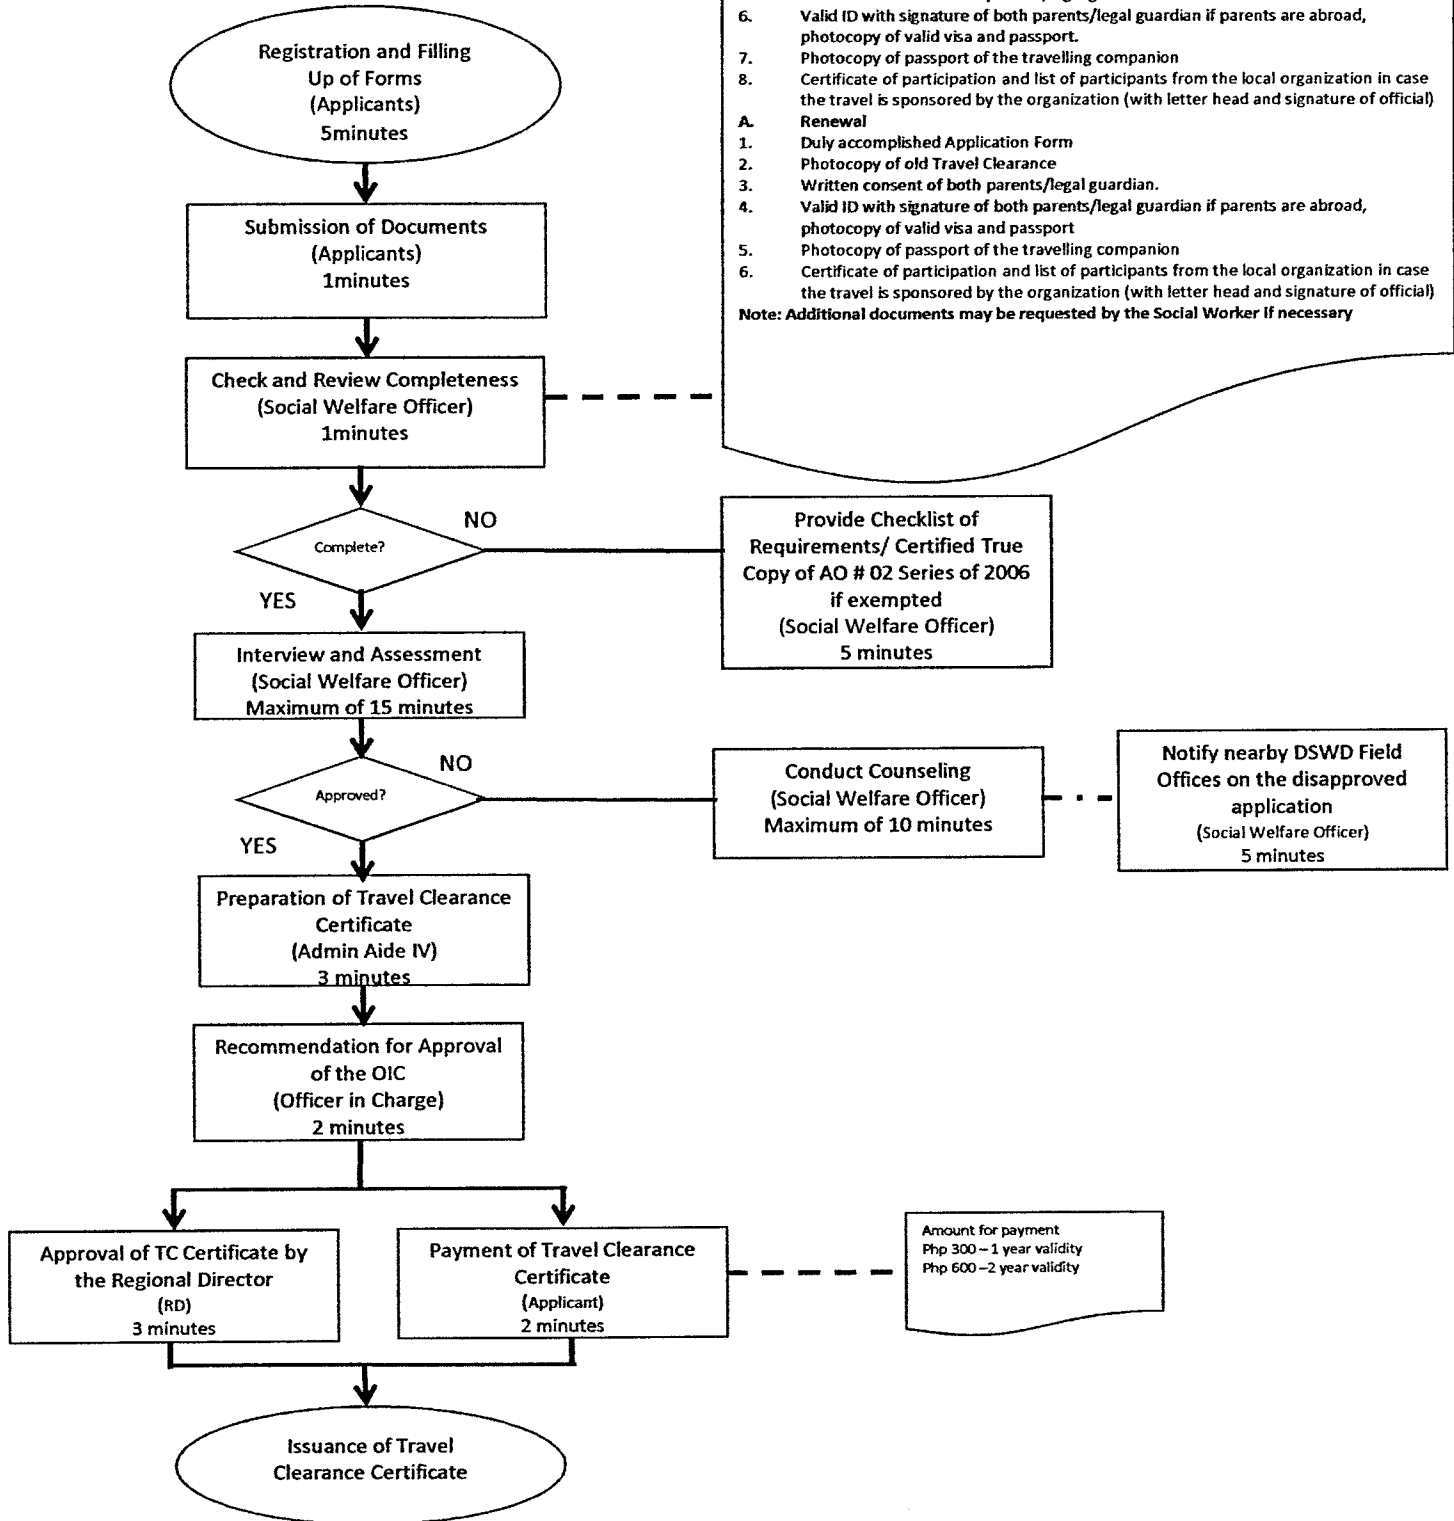 6. Valid ID with signature of both parents/legal guardian if parents are abroad,
photocopy of valid visa and passport.
7. Photocopy of passport of the travelling companion
8. Certificate of participation and list of participants from the local organization in case
the travel is sponsored by the organization (with letter head and signature of official)
A. Renewal
1. Duly accomplished Application Form
2. Photocopy of old Travel Clearance
3. Written consent of both parents/legal guardian.
4. Valid ID with signature of both parents/legal guardian if parents are abroad,
photocopy of valid visa and passport
5. Photocopy of passport of the travelling companion
6. Certificate of participation and list of participants from the local organization in case
the travel is sponsored by the organization (with letter head and signature of official)
Note: Additional documents may be requested by the Social Worker if necessary
Registration and Filling
Up of Forms
(Applicants)
5minutes
Submission of Documents
(Applicants)
1minutes
Check and Review Completeness
(Social Welfare Officer)
1minutes
Complete?
NO
YES
Provide Checklist of
Requirements/ Certified True
Copy of AO # 02 Series of 2006
if exempted
(Social Welfare Officer)
5 minutes
Interview and Assessment
(Social Welfare Officer)
Maximum of 15 minutes
Approved?
NO
YES
Conduct Counseling
(Social Welfare Officer)
Maximum of 10 minutes
Notify nearby DSWD Field
Offices on the disapproved
application
(Social Welfare Officer)
5 minutes
Preparation of Travel Clearance
Certificate
(Admin Aide IV)
3 minutes
Recommendation for Approval
of the OIC
(Officer in Charge)
2 minutes
Approval of TC Certificate by
the Regional Director
(RD)
3 minutes
Payment of Travel Clearance
Certificate
(Applicant)
2 minutes
Amount for payment
Php 300 – 1 year validity
Php 600 –2 year validity
Issuance of Travel
Clearance Certificate